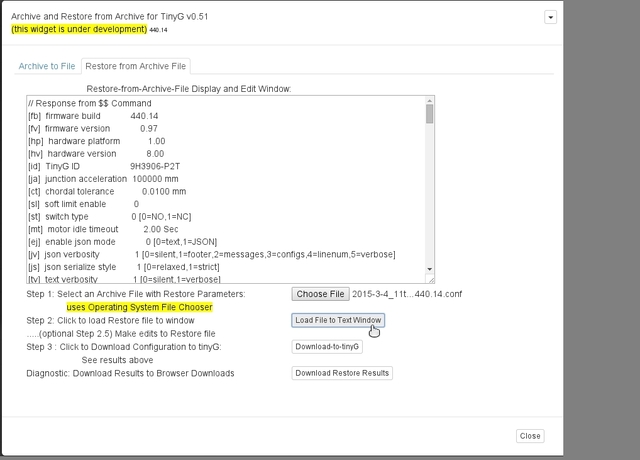 Archive and Restore from Archive for TinyG v0.51
(this widget is under development) 440.14
Archive to File
Restore from Archive File
Restore-from-Archive-File Display and Edit Window:
// Response from $$ Command
[fb] firmware build 440.14
[fv] firmware version 0.97
[hp] hardware platform 1.00
[hv] hardware version 8.00
[id] TinyG ID 9H3906-P2T
[ja] junction acceleration 100000 mm
[ct] chordal tolerance 0.0100 mm
[sl] soft limit enable 0
[st] switch type 0 [0=NO,1=NC]
[mt] motor idle timeout 2.00 Sec
[ej] enable json mode 0 [0=text,1=JSON]
[jv] json verbosity 1 [0=silent,1=footer,2=messages,3=configs,4=linenum,5=verbose]
[js] json serialize style 1 [0=relaxed,1=strict]
[tv] text verbosity 1 [0=silent,1=verbose]
Step 1: Select an Archive File with Restore Parameters: Choose File 2015-3-4_11t...440.14.conf
uses Operating System File Chooser
Step 2: Click to load Restore file to window Load File to Text Window
.....(optional Step 2.5) Make edits to Restore file
Step 3 : Click to Download Configuration to tinyG: Download-to-tinyG
See results above
Diagnostic: Download Results to Browser Downloads Download Restore Results
Close